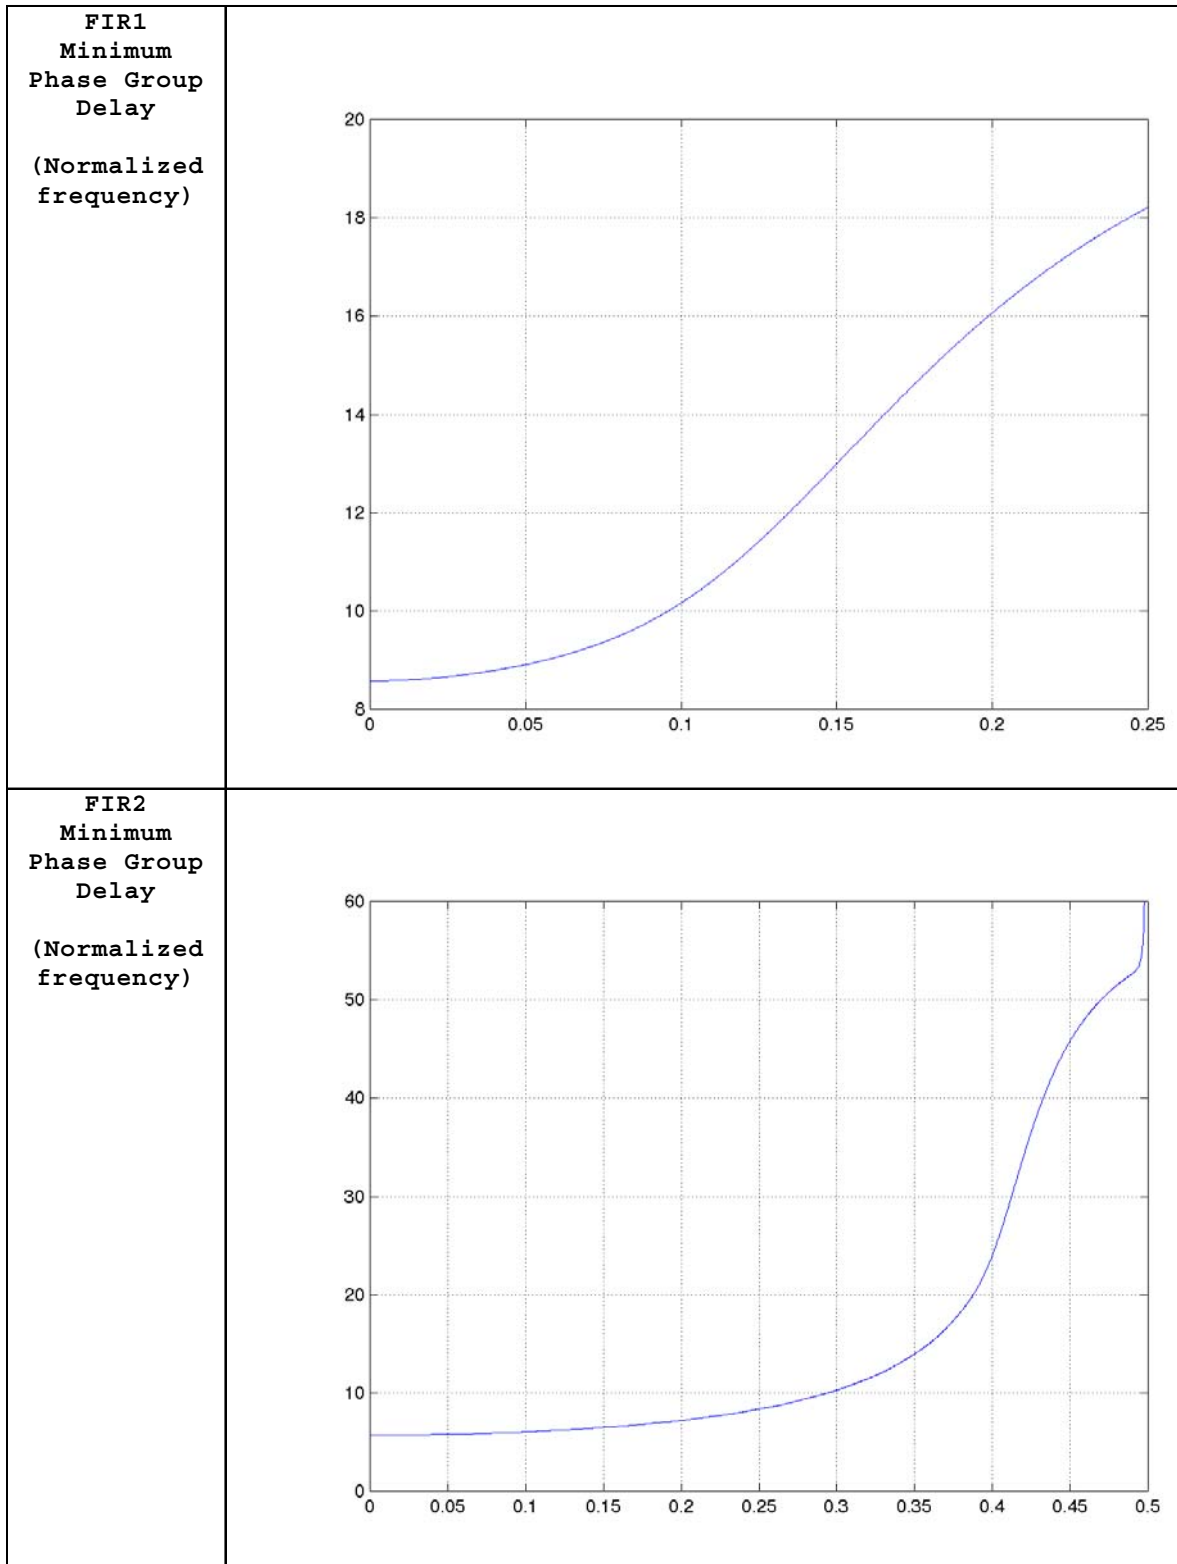 FIR1
Minimum
Phase Group
Delay
(Normalized
frequency)
20
18
16
14
12
10
8
0 0.05 0.1 0.15 0.2 0.25
FIR2
Minimum
Phase Group
Delay
(Normalized
frequency)
60
50
40
30
20
10
0
0 0.05 0.1 0.15 0.2 0.25 0.3 0.35 0.4 0.45 0.5